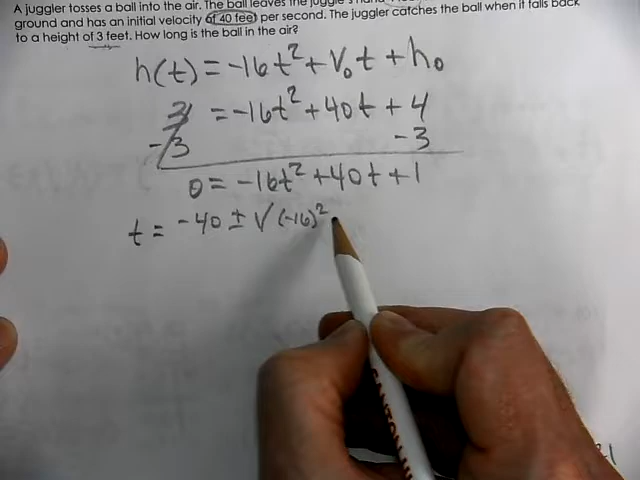 A juggler tosses a ball into the air. The ball leaves the juggle's
ground and has an initial velocity of 40 feet per second. The juggler catches the ball when it falls back
to a height of 3 feet. How long is the ball in the air?
h(t) = -16t² + V₀t + h₀
3 = -16t² + 40t + 4
-3 -3
0 = -16t² + 40t + 1
t = -40 ± √(-16)²